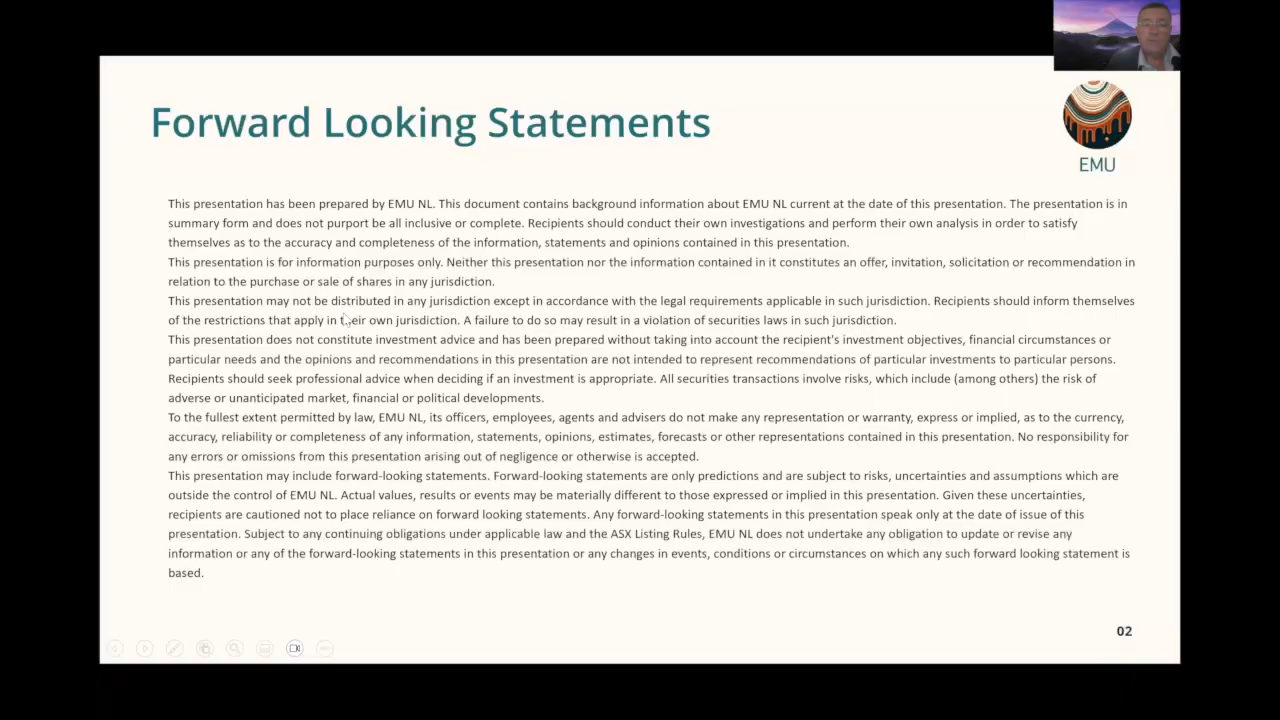 Forward Looking Statements
EMU
This presentation has been prepared by EMU NL. This document contains background information about EMU NL current at the date of this presentation. The presentation is in
summary form and does not purport be all inclusive or complete. Recipients should conduct their own investigations and perform their own analysis in order to satisfy
themselves as to the accuracy and completeness of the information, statements and opinions contained in this presentation.
This presentation is for information purposes only. Neither this presentation nor the information contained in it constitutes an offer, invitation, solicitation or recommendation in
relation to the purchase or sale of shares in any jurisdiction.
This presentation may not be distributed in any jurisdiction except in accordance with the legal requirements applicable in such jurisdiction. Recipients should inform themselves
of the restrictions that apply in their own jurisdiction. A failure to do so may result in a violation of securities laws in such jurisdiction.
This presentation does not constitute investment advice and has been prepared without taking into account the recipient's investment objectives, financial circumstances or
particular needs and the opinions and recommendations in this presentation are not intended to represent recommendations of particular investments to particular persons.
Recipients should seek professional advice when deciding if an investment is appropriate. All securities transactions involve risks, which include (among others) the risk of
adverse or unanticipated market, financial or political developments.
To the fullest extent permitted by law, EMU NL, its officers, employees, agents and advisers do not make any representation or warranty, express or implied, as to the currency,
accuracy, reliability or completeness of any information, statements, opinions, estimates, forecasts or other representations contained in this presentation. No responsibility for
any errors or omissions from this presentation arising out of negligence or otherwise is accepted.
This presentation may include forward-looking statements. Forward-looking statements are only predictions and are subject to risks, uncertainties and assumptions which are
outside the control of EMU NL. Actual values, results or events may be materially different to those expressed or implied in this presentation. Given these uncertainties,
recipients are cautioned not to place reliance on forward looking statements. Any forward-looking statements in this presentation speak only at the date of issue of this
presentation. Subject to any continuing obligations under applicable law and the ASX Listing Rules, EMU NL does not undertake any obligation to update or revise any
information or any of the forward-looking statements in this presentation or any changes in events, conditions or circumstances on which any such forward looking statement is
based.
02